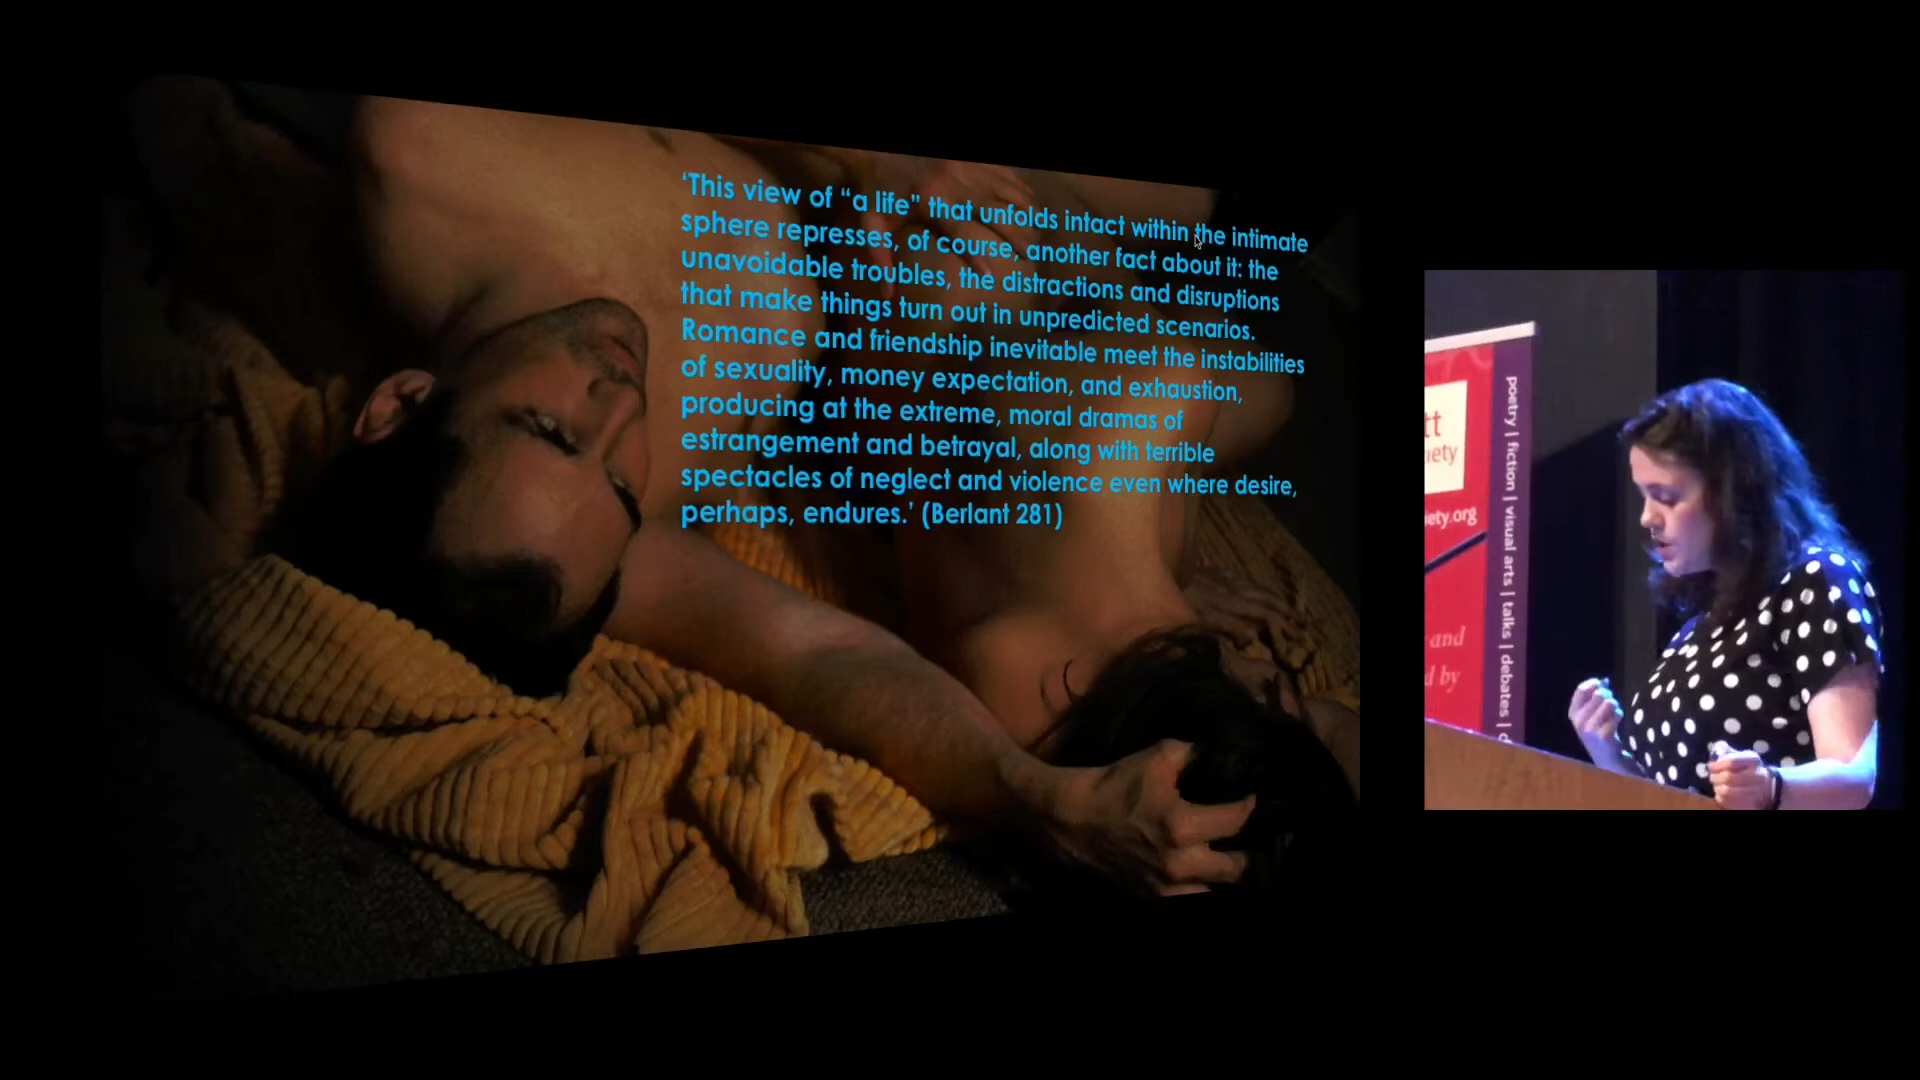 ‘This view of “a life” that unfolds intact within the intimate
sphere represses, of course, another fact about it: the
unavoidable troubles, the distractions and disruptions
that make things turn out in unpredicted scenarios.
Romance and friendship inevitable meet the instabilities
of sexuality, money expectation, and exhaustion,
producing at the extreme, moral dramas of
estrangement and betrayal, along with terrible
spectacles of neglect and violence even where desire,
perhaps, endures.’ (Berlant 281)
tt
iety
iety.org
and
d by
poetry | fiction | visual arts | talks | debates | d